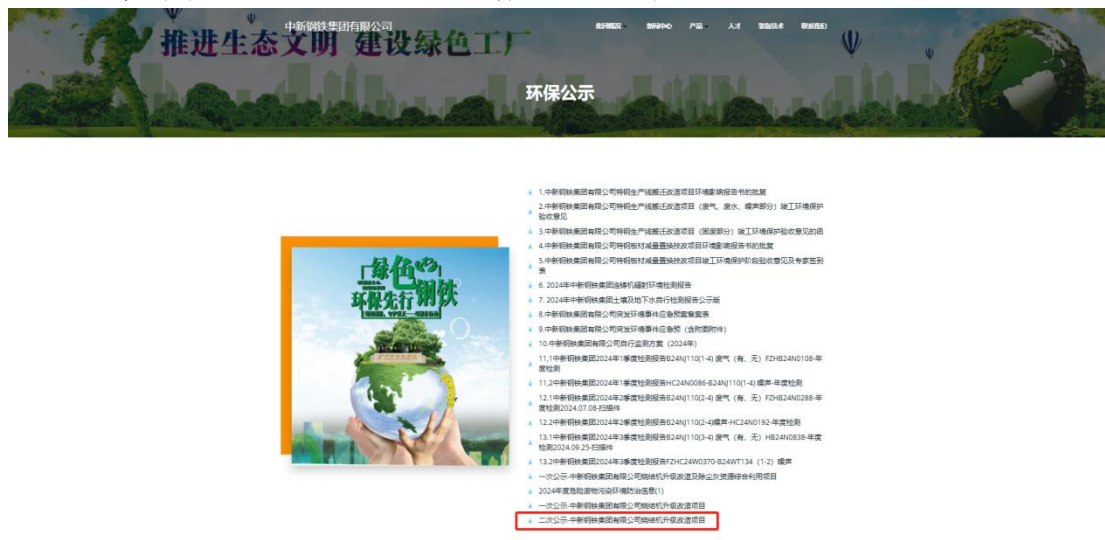 中新钢铁集团有限公司
集团概况
新闻中心
产品
人才
装备技术
联系我们
推进生态文明 建设绿色工厂
环保公示
1.中新钢铁集团有限公司特钢生产线搬迁改造项目环境影响报告书的批复
2.中新钢铁集团有限公司特钢生产线搬迁改造项目（废气、废水、噪声部分）竣工环境保护
验收意见
3.中新钢铁集团有限公司特钢生产线搬迁改造项目（固废部分）竣工环境保护验收意见的函
4.中新钢铁集团有限公司特钢板材减量置换技改项目环境影响报告书的批复
5.中新钢铁集团有限公司特钢板材减量置换技改项目竣工环境保护阶段验收意见及专家签到
表
6. 2024年中新钢铁集团连铸机辐射环境检测报告
7. 2024年中新钢铁集团土壤及地下水自行检测报告公示版
8.中新钢铁集团有限公司突发环境事件应急预案备案表
9.中新钢铁集团有限公司突发环境事件应急预（含附图附件）
10.中新钢铁集团有限公司自行监测方案（2024年）
11,1中新钢铁集团2024年1季度检测报告B24NJ110(1-4) 废气（有、无）FZHB24N0108-年
度检测
11,2中新钢铁集团2024年1季度检测报告HC24N0086-B24NJ110(1-4) 噪声-年度检测
12.1中新钢铁集团2024年2季度检测报告B24NJ110(2-4) 废气（有、无）FZHB24N0288-年
度检测2024.07.08-扫描件
12.2中新钢铁集团2024年2季度检测报告B24NJ110(2-4)噪声-HC24N0192-年度检测
13.1中新钢铁集团2024年3季度检测报告B24NJ110(3-4) 废气（有、无）HB24N0838-年度
检测2024.09.25-扫描件
13.2中新钢铁集团2024年3季度检测报告FZHC24W0370-B24WT134（1-2）噪声
一次公示-中新钢铁集团有限公司烧结机升级改造及除尘灰资源综合利用项目
2024年度危险废物污染环境防治信息(1)
一次公示-中新钢铁集团有限公司烧结机升级改造项目
二次公示-中新钢铁集团有限公司烧结机升级改造项目
「绿色的」
环保先行 钢铁